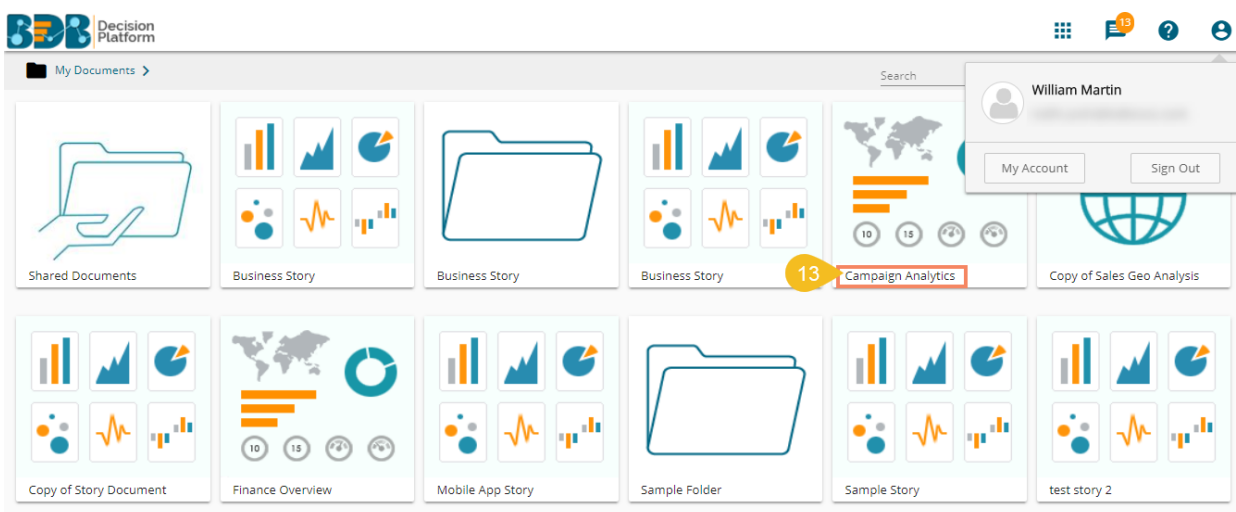 BDB Decision
Platform
13
My Documents
Search
William Martin
My Account
Sign Out
10
15
Shared Documents
Business Story
Business Story
Business Story
13
Campaign Analytics
Copy of Sales Geo Analysis
10
15
Copy of Story Document
Finance Overview
Mobile App Story
Sample Folder
Sample Story
test story 2